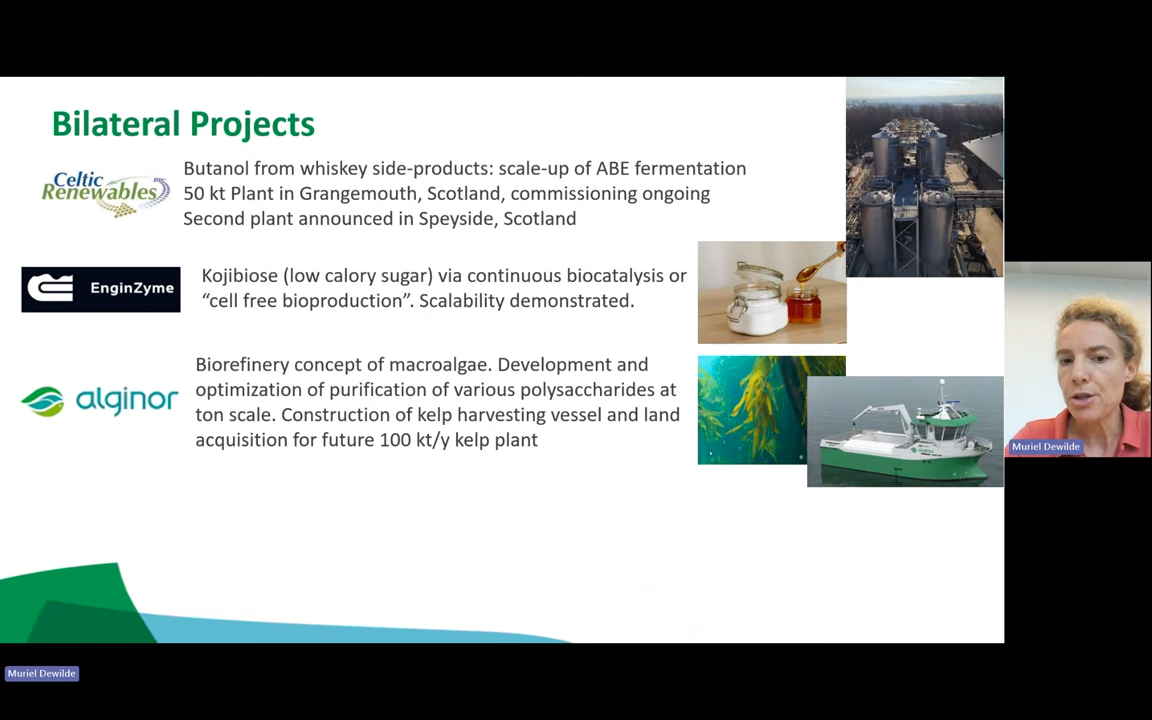 Bilateral Projects
Celtic
Renewables
Butanol from whiskey side-products: scale-up of ABE fermentation
50 kt Plant in Grangemouth, Scotland, commissioning ongoing
Second plant announced in Speyside, Scotland
EnginZyme
Kojibiose (low calory sugar) via continuous biocatalysis or
“cell free bioproduction”. Scalability demonstrated.
alginor
Biorefinery concept of macroalgae. Development and
optimization of purification of various polysaccharides at
ton scale. Construction of kelp harvesting vessel and land
acquisition for future 100 kt/y kelp plant
Muriel Dewilde
Muriel Dewilde